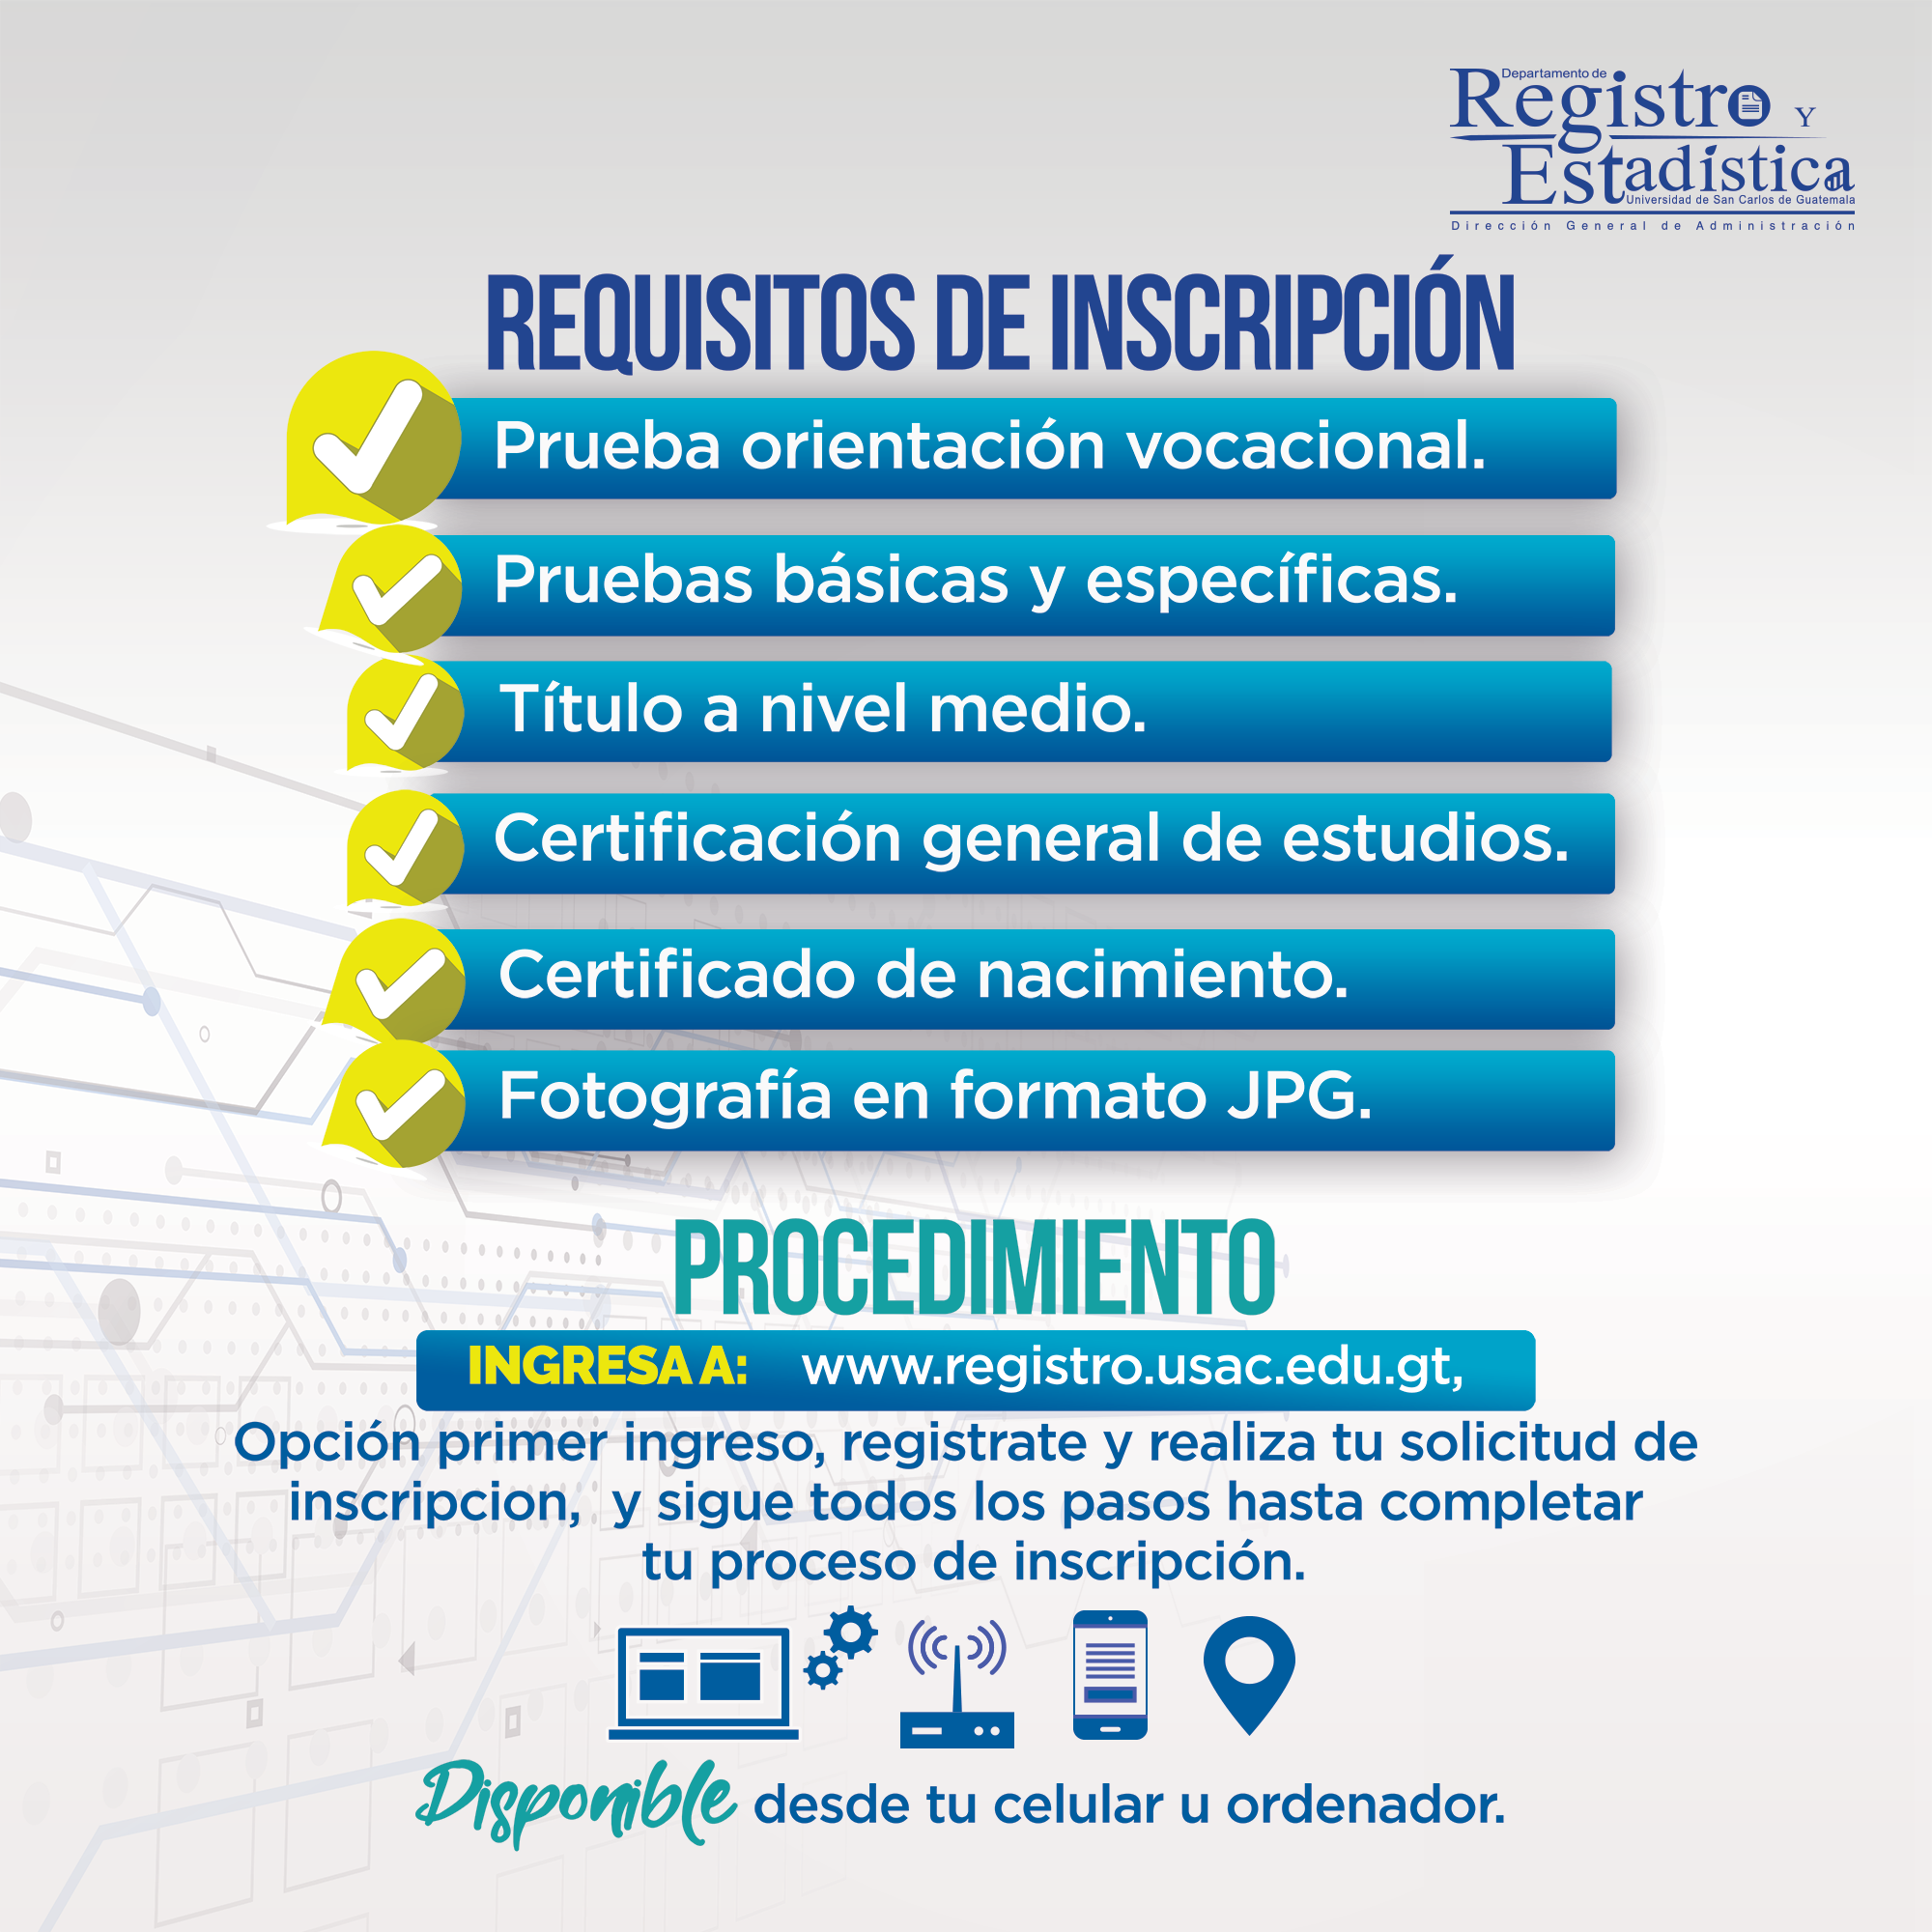 Departamento de
Registro Y
Estadística
Universidad de San Carlos de Guatemala
Dirección General de Administración
REQUISITOS DE INSCRIPCIÓN
Prueba orientación vocacional.
Pruebas básicas y específicas.
Título a nivel medio.
Certificación general de estudios.
Certificado de nacimiento.
Fotografía en formato JPG.
PROCEDIMIENTO
INGRESA A: www.registro.usac.edu.gt,
Opción primer ingreso, registrate y realiza tu solicitud de
inscripcion, y sigue todos los pasos hasta completar
tu proceso de inscripción.
Disponible desde tu celular u ordenador.